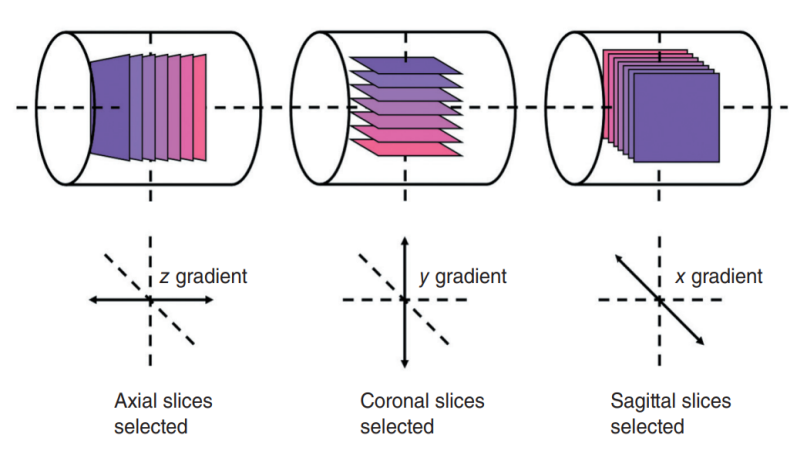 z gradient
y gradient
x gradient
Axial slices
selected
Coronal slices
selected
Sagittal slices
selected